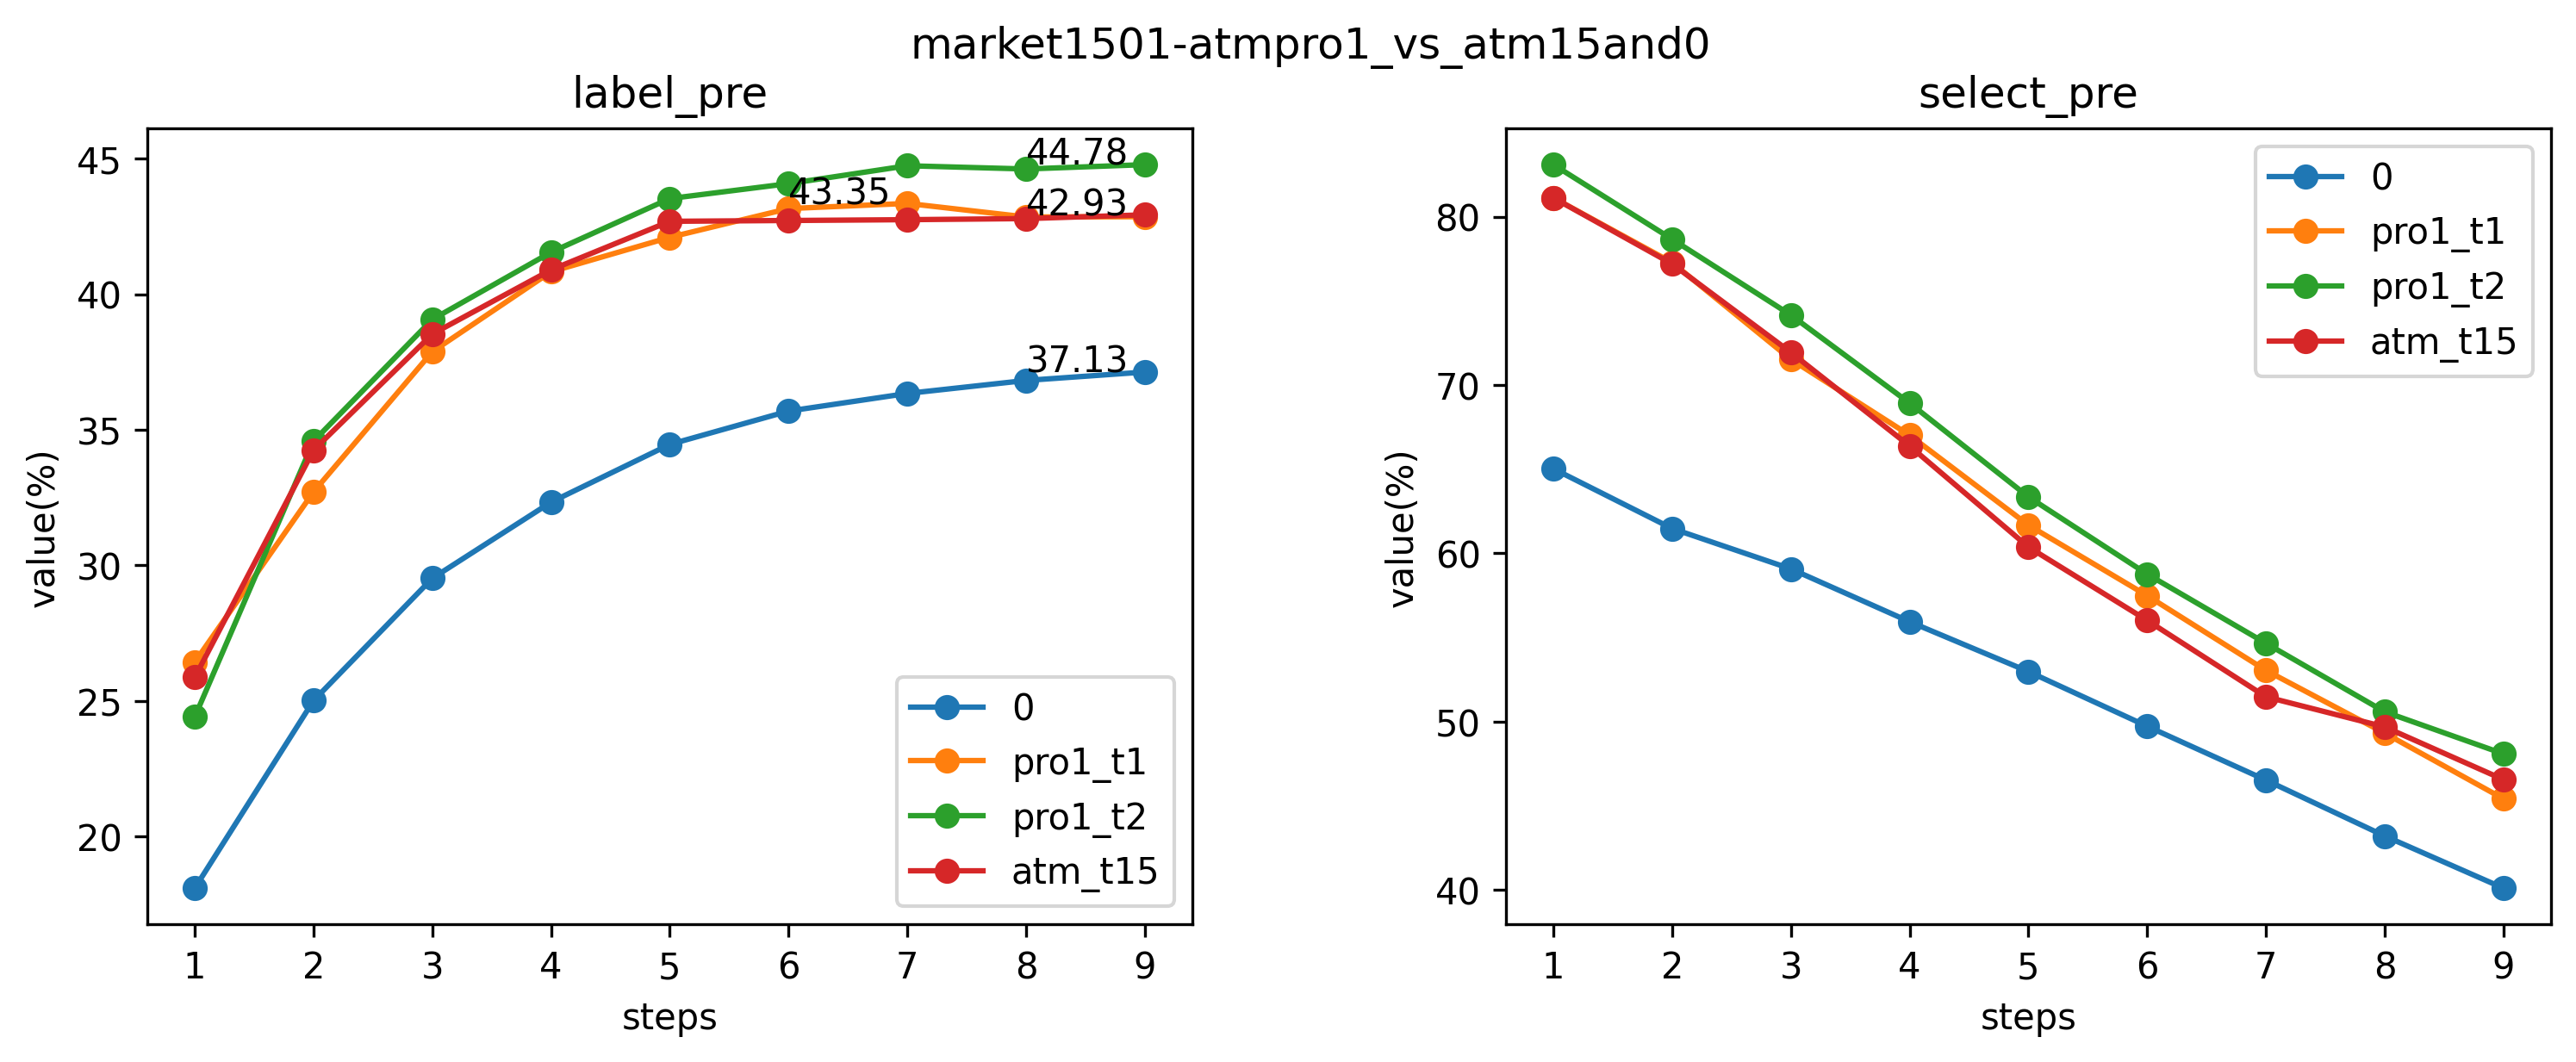 market1501-atmpro1_vs_atm15and0
label_pre
value(%)
45
40
35
30
25
20
44.78
43.35
42.93
37.13
0
pro1_t1
pro1_t2
atm_t15
1 2 3 4 5 6 7 8 9
steps
select_pre
value(%)
80
70
60
50
40
0
pro1_t1
pro1_t2
atm_t15
1 2 3 4 5 6 7 8 9
steps